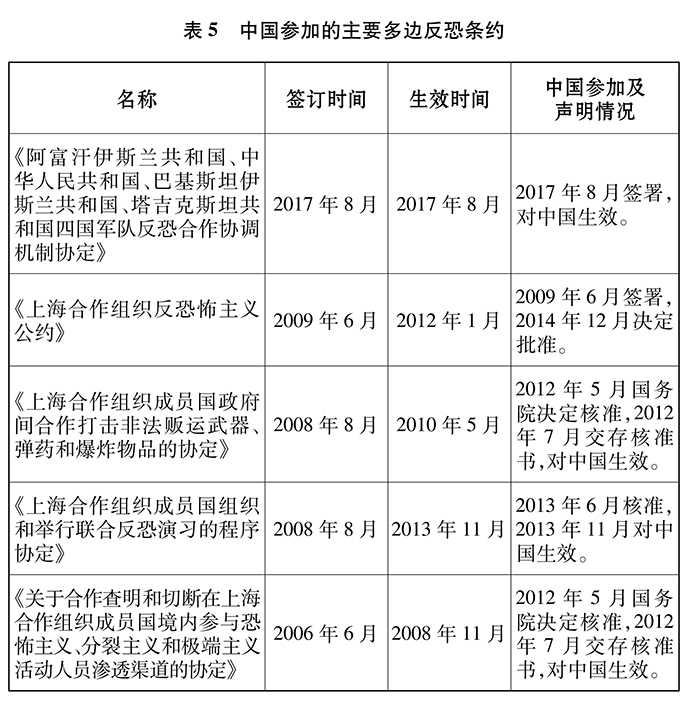 表 5 中国参加的主要多边反恐条约
名称
签订时间
生效时间
中国参加及
声明情况
《阿富汗伊斯兰共和国、中
华人民共和国、巴基斯坦伊
斯兰共和国、塔吉克斯坦共
和国四国军队反恐合作协调
机制协定》
2017 年 8 月
2017 年 8 月
2017 年 8 月签署，
对中国生效。
《上海合作组织反恐怖主义
公约》
2009 年 6 月
2012 年 1 月
2009 年 6 月签署，
2014 年 12 月决定
批准。
《上海合作组织成员国政府
间合作打击非法贩运武器、
弹药和爆炸物品的协定》
2008 年 8 月
2010 年 5 月
2012 年 5 月国务
院决定核准，2012
年 7 月交存核准
书，对中国生效。
《上海合作组织成员国组织
和举行联合反恐演习的程序
协定》
2008 年 8 月
2013 年 11 月
2013 年 6 月核准，
2013 年 11 月对中
国生效。
《关于合作查明和切断在上海
合作组织成员国境内参与恐
怖主义、分裂主义和极端主义
活动人员渗透渠道的协定》
2006 年 6 月
2008 年 11 月
2012 年 5 月国务
院决定核准，2012
年 7 月交存核准
书，对中国生效。